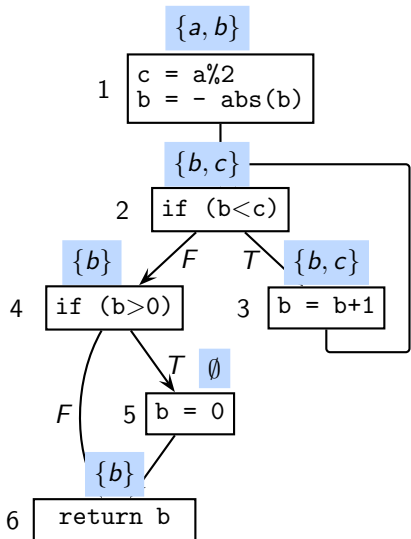 {a, b}
1
c = a%2
b = - abs(b)
{b, c}
2
if (b<c)
F
T
{b}
{b, c}
4
if (b>0)
3
b = b+1
F
T
∅
5
b = 0
{b}
6
return b